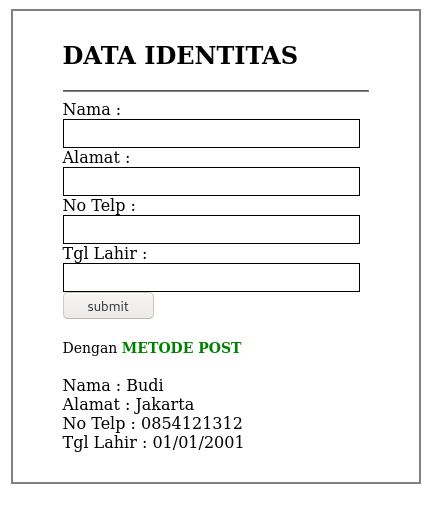 DATA IDENTITAS
Nama :
Alamat :
No Telp :
Tgl Lahir :
submit
Dengan METODE POST
Nama : Budi
Alamat : Jakarta
No Telp : 0854121312
Tgl Lahir : 01/01/2001